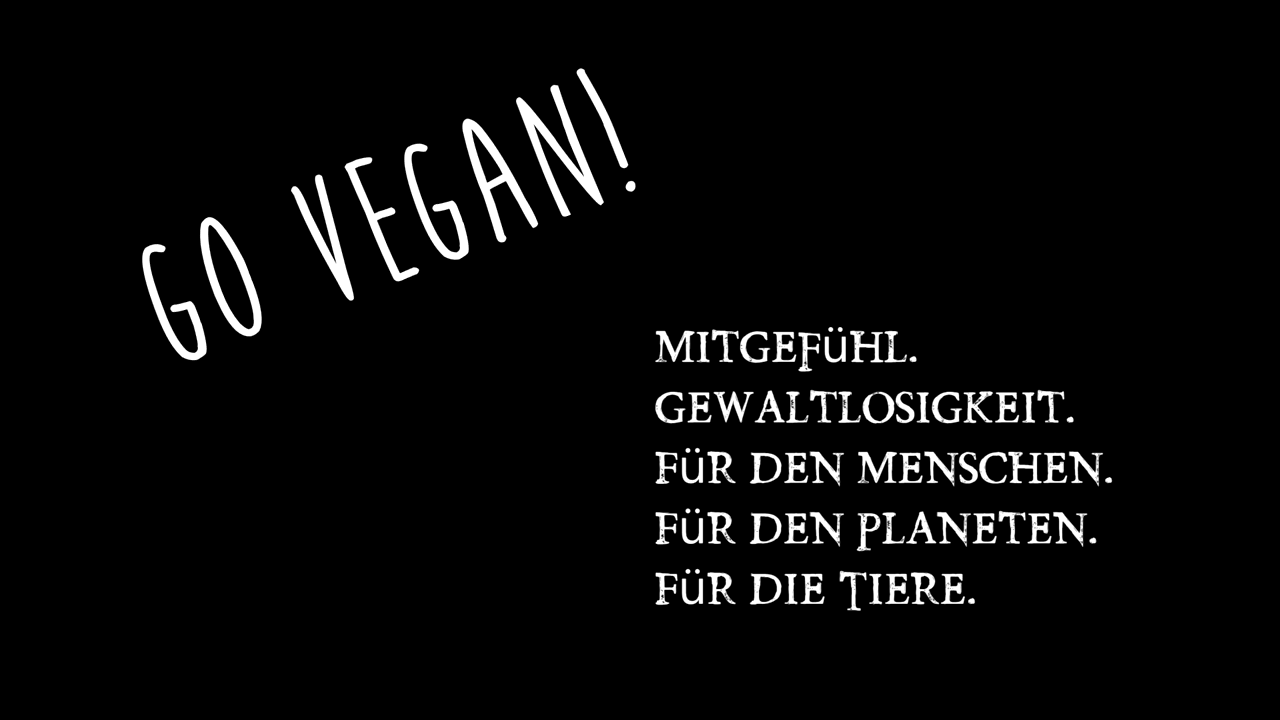 GO VEGAN!
MITGEFÜHL.
GEWALTLOSIGKEIT.
FÜR DEN MENSCHEN.
FÜR DEN PLANETEN.
FÜR DIE TIERE.